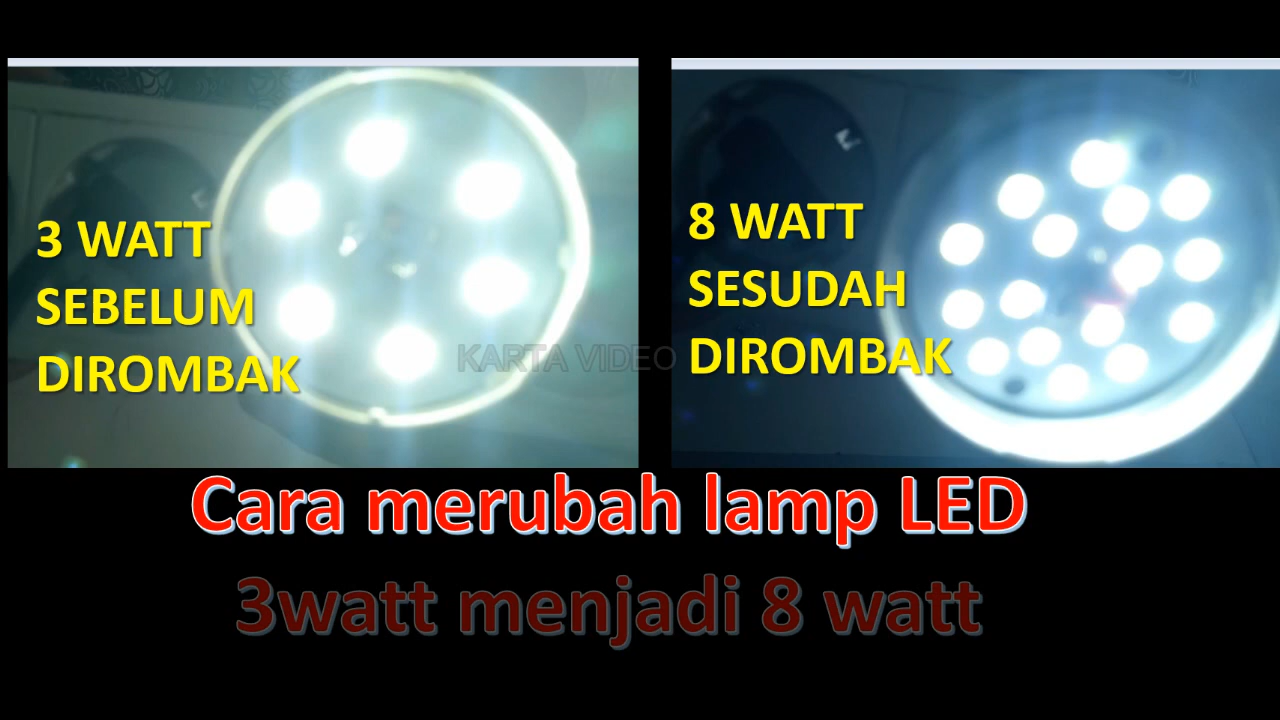 3 WATT
SEBELUM
DIROMBAK
8 WATT
SESUDAH
DIROMBAK
KARTA VIDEO
Cara merubah lamp LED
3watt menjadi 8 watt